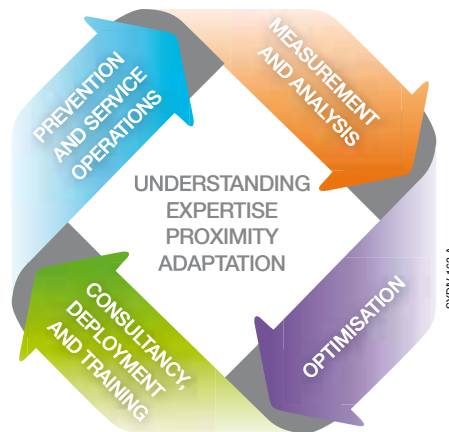 PREVENTION
AND SERVICE
OPERATIONS
MEASUREMENT
AND ANALYSIS
UNDERSTANDING
EXPERTISE
PROXIMITY
ADAPTATION
CONSULTANCY,
DEPLOYMENT
AND TRAINING
OPTIMISATION